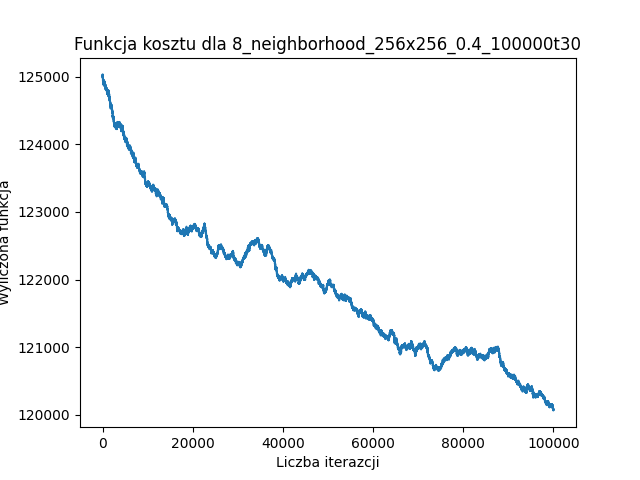 Funkcja kosztu dla 8_neighborhood_256x256_0.4_100000t30
125000
124000
123000
122000
121000
120000
Wyliczona funkcja
0 20000 40000 60000 80000 100000
Liczba iterazcji